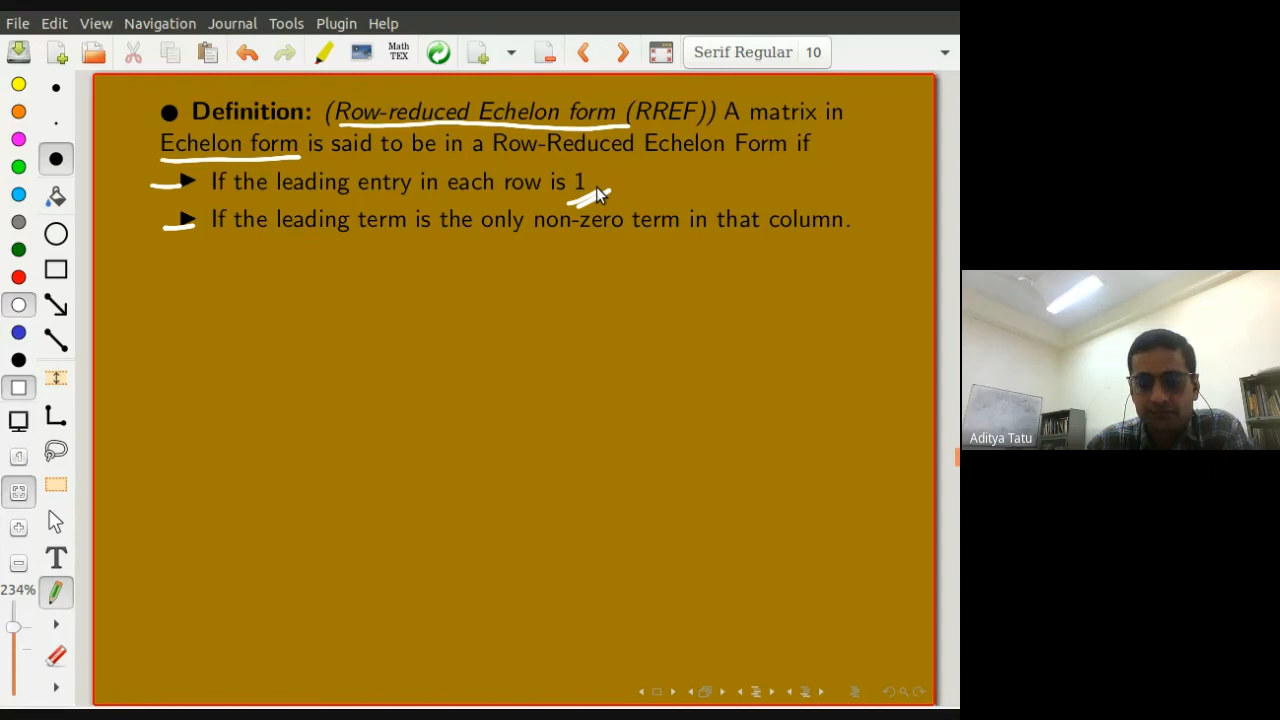 File Edit View Navigation Journal Tools Plugin Help
Math TEX
Serif Regular 10
● Definition: (Row-reduced Echelon form (RREF)) A matrix in
Echelon form is said to be in a Row-Reduced Echelon Form if
▶ If the leading entry in each row is 1
▶ If the leading term is the only non-zero term in that column.
T
234%
Aditya Tatu